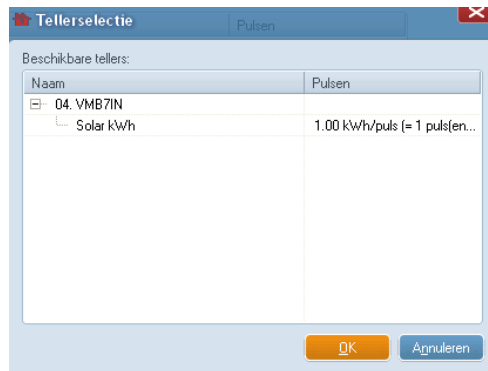 Tellerselectie
Pulsen
Beschikbare tellers:
Naam Pulsen
04. VMB7IN
Solar kWh 1.00 kWh/puls (= 1 puls(en...
OK Annuleren